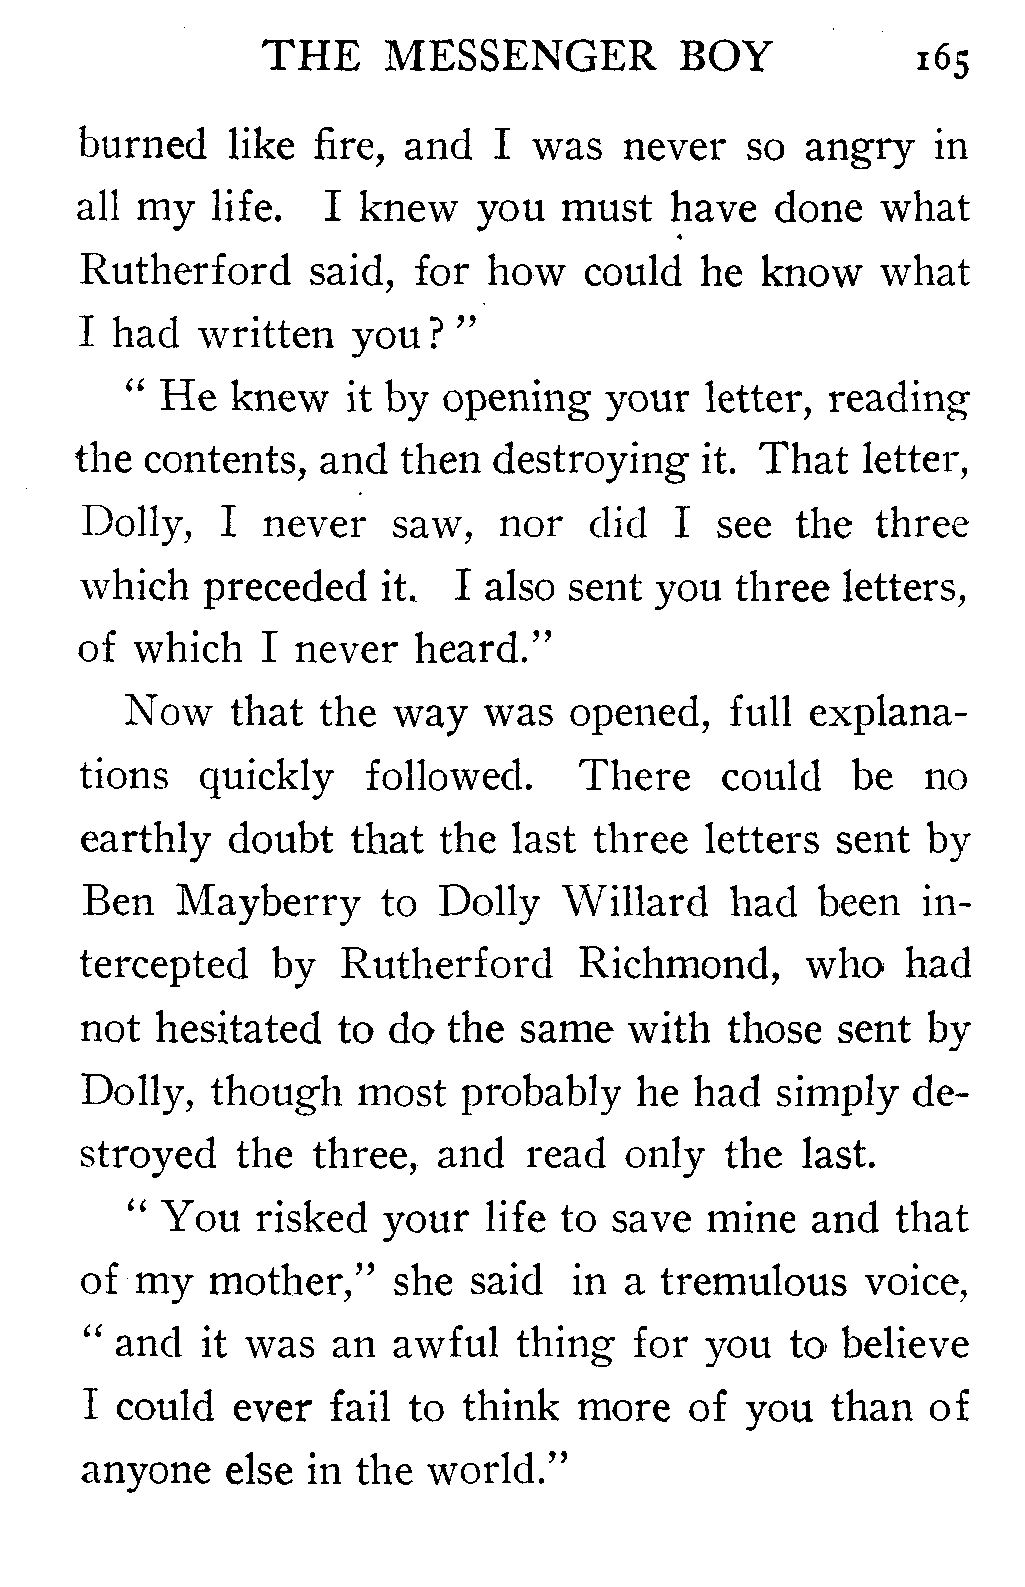 THE MESSENGER BOY 165
burned like fire, and I was never so angry in
all my life. I knew you must have done what
Rutherford said, for how could he know what
I had written you?"
" He knew it by opening your letter, reading
the contents, and then destroying it. That letter,
Dolly, I never saw, nor did I see the three
which preceded it. I also sent you three letters,
of which I never heard."
Now that the way was opened, full explana-
tions quickly followed. There could be no
earthly doubt that the last three letters sent by
Ben Mayberry to Dolly Willard had been in-
tercepted by Rutherford Richmond, who had
not hesitated to do the same with those sent by
Dolly, though most probably he had simply de-
stroyed the three, and read only the last.
" You risked your life to save mine and that
of my mother," she said in a tremulous voice,
" and it was an awful thing for you to believe
I could ever fail to think more of you than of
anyone else in the world."